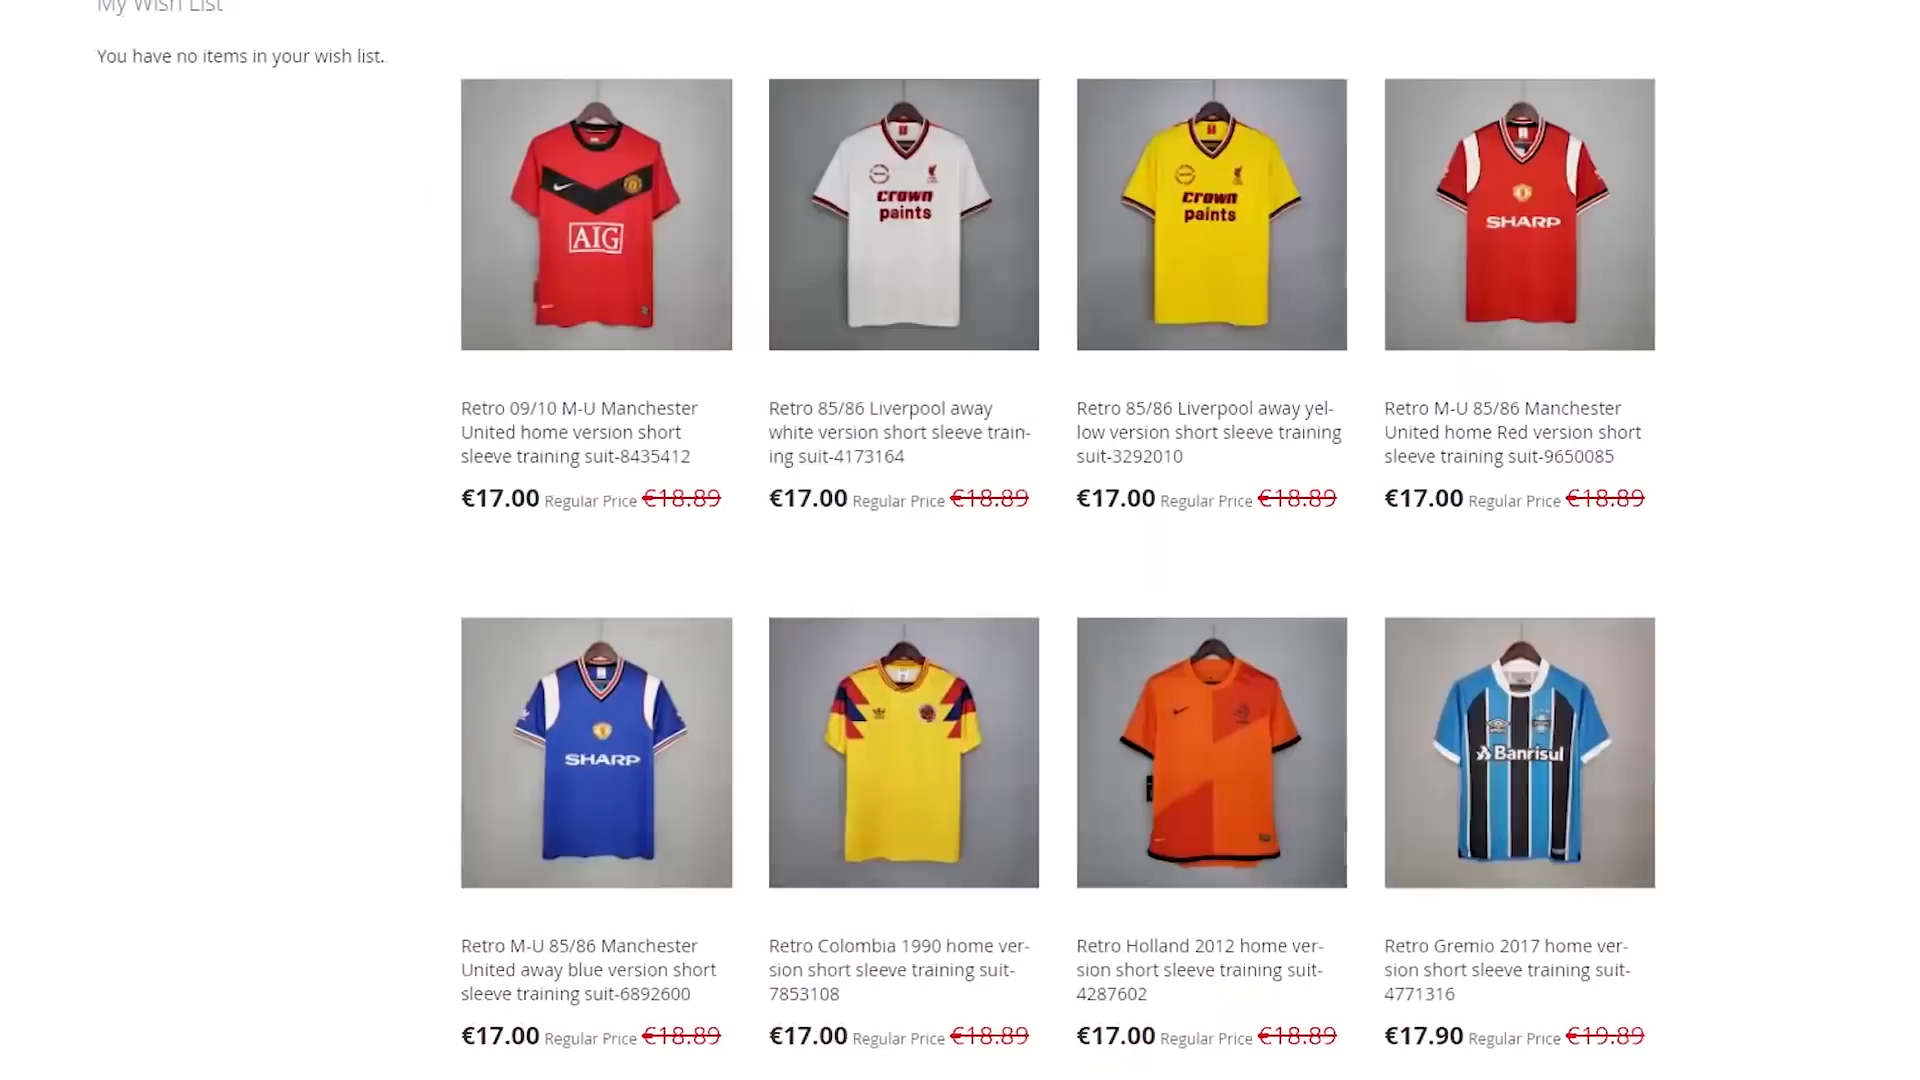 My Wish List
You have no items in your wish list.
AIG
crown
paints
crown
paints
SHARP
Retro 09/10 M-U Manchester
United home version short
sleeve training suit-8435412
€17.00 Regular Price €18.89
Retro 85/86 Liverpool away
white version short sleeve train-
ing suit-4173164
€17.00 Regular Price €18.89
Retro 85/86 Liverpool away yel-
low version short sleeve training
suit-3292010
€17.00 Regular Price €18.89
Retro M-U 85/86 Manchester
United home Red version short
sleeve training suit-9650085
€17.00 Regular Price €18.89
SHARP
Banrisul
Retro M-U 85/86 Manchester
United away blue version short
sleeve training suit-6892600
€17.00 Regular Price €18.89
Retro Colombia 1990 home ver-
sion short sleeve training suit-
7853108
€17.00 Regular Price €18.89
Retro Holland 2012 home ver-
sion short sleeve training suit-
4287602
€17.00 Regular Price €18.89
Retro Gremio 2017 home ver-
sion short sleeve training suit-
4771316
€17.90 Regular Price €19.89